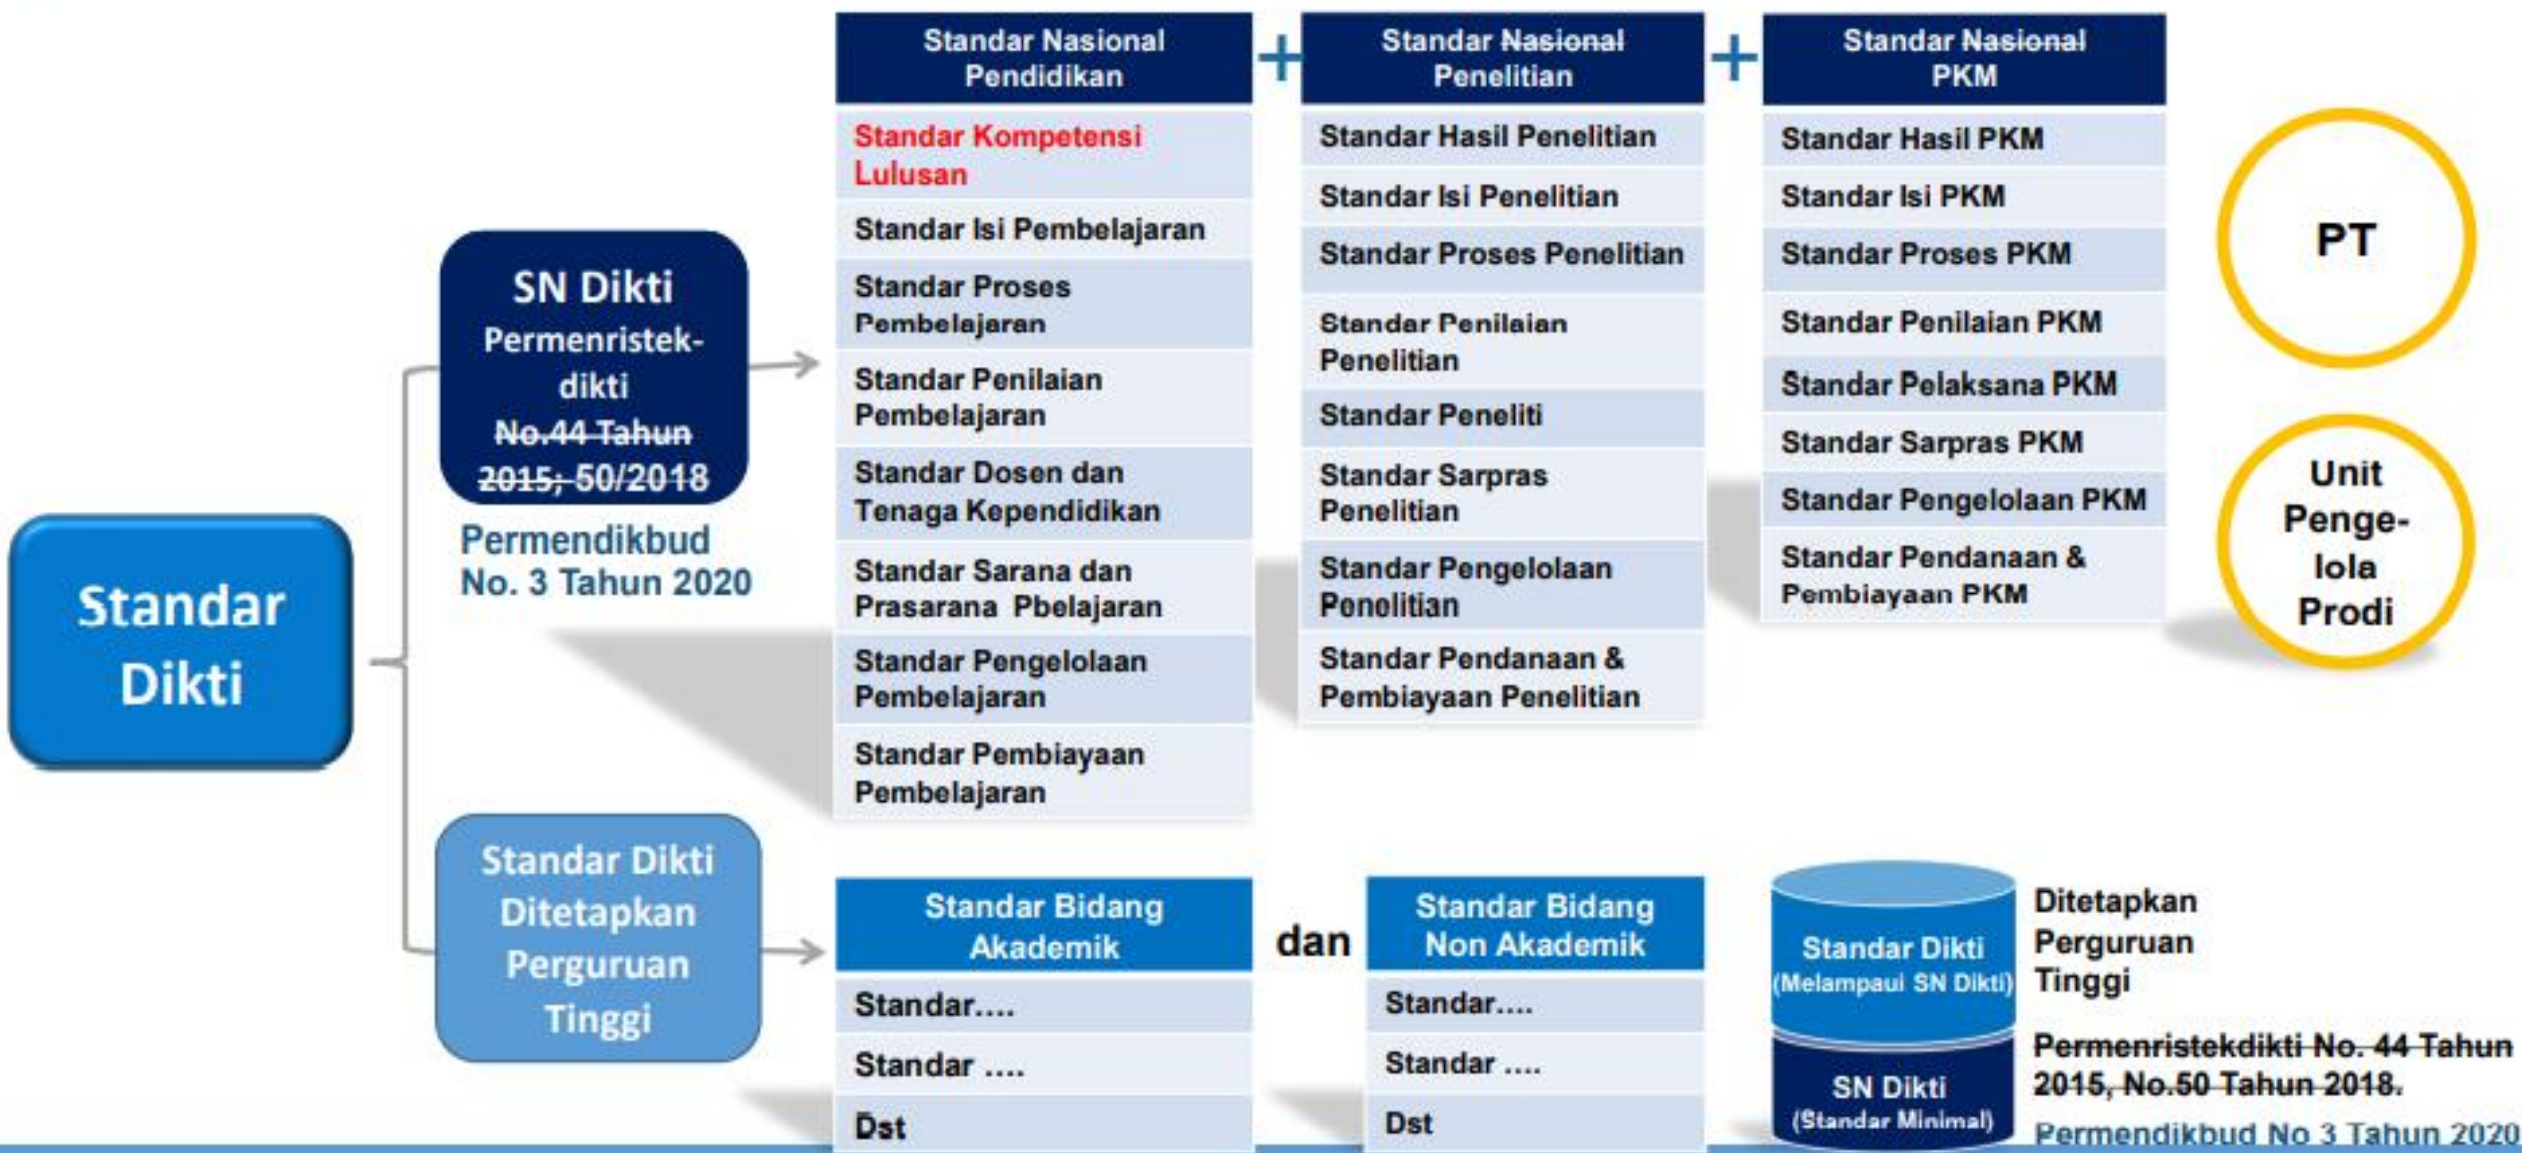 Standar
Dikti
SN Dikti
Permenristek-
dikti
No.44 Tahun
2015; 50/2018
Permendikbud
No. 3 Tahun 2020
Standar Nasional
Pendidikan
Standar Kompetensi
Lulusan
Standar Isi Pembelajaran
Standar Proses
Pembelajaran
Standar Penilaian
Pembelajaran
Standar Dosen dan
Tenaga Kependidikan
Standar Sarana dan
Prasarana Pbelajaran
Standar Pengelolaan
Pembelajaran
Standar Pembiayaan
Pembelajaran
+
Standar Nasional
Penelitian
Standar Hasil Penelitian
Standar Isi Penelitian
Standar Proses Penelitian
Standar Penilaian
Penelitian
Standar Peneliti
Standar Sarpras
Penelitian
Standar Pengelolaan
Penelitian
Standar Pendanaan &
Pembiayaan Penelitian
+
Standar Nasional
PKM
Standar Hasil PKM
Standar Isi PKM
Standar Proses PKM
Standar Penilaian PKM
Standar Pelaksana PKM
Standar Sarpras PKM
Standar Pengelolaan PKM
Standar Pendanaan &
Pembiayaan PKM
PT
Unit
Penge-
lola
Prodi
Standar Dikti
Ditetapkan
Perguruan
Tinggi
Standar Bidang
Akademik
Standar....
Standar ....
Dst
dan
Standar Bidang
Non Akademik
Standar....
Standar ....
Dst
Standar Dikti
(Melampaui SN Dikti)
SN Dikti
(Standar Minimal)
Ditetapkan
Perguruan
Tinggi
Permenristekdikti No. 44 Tahun
2015, No.50 Tahun 2018.
Permendikbud No 3 Tahun 2020